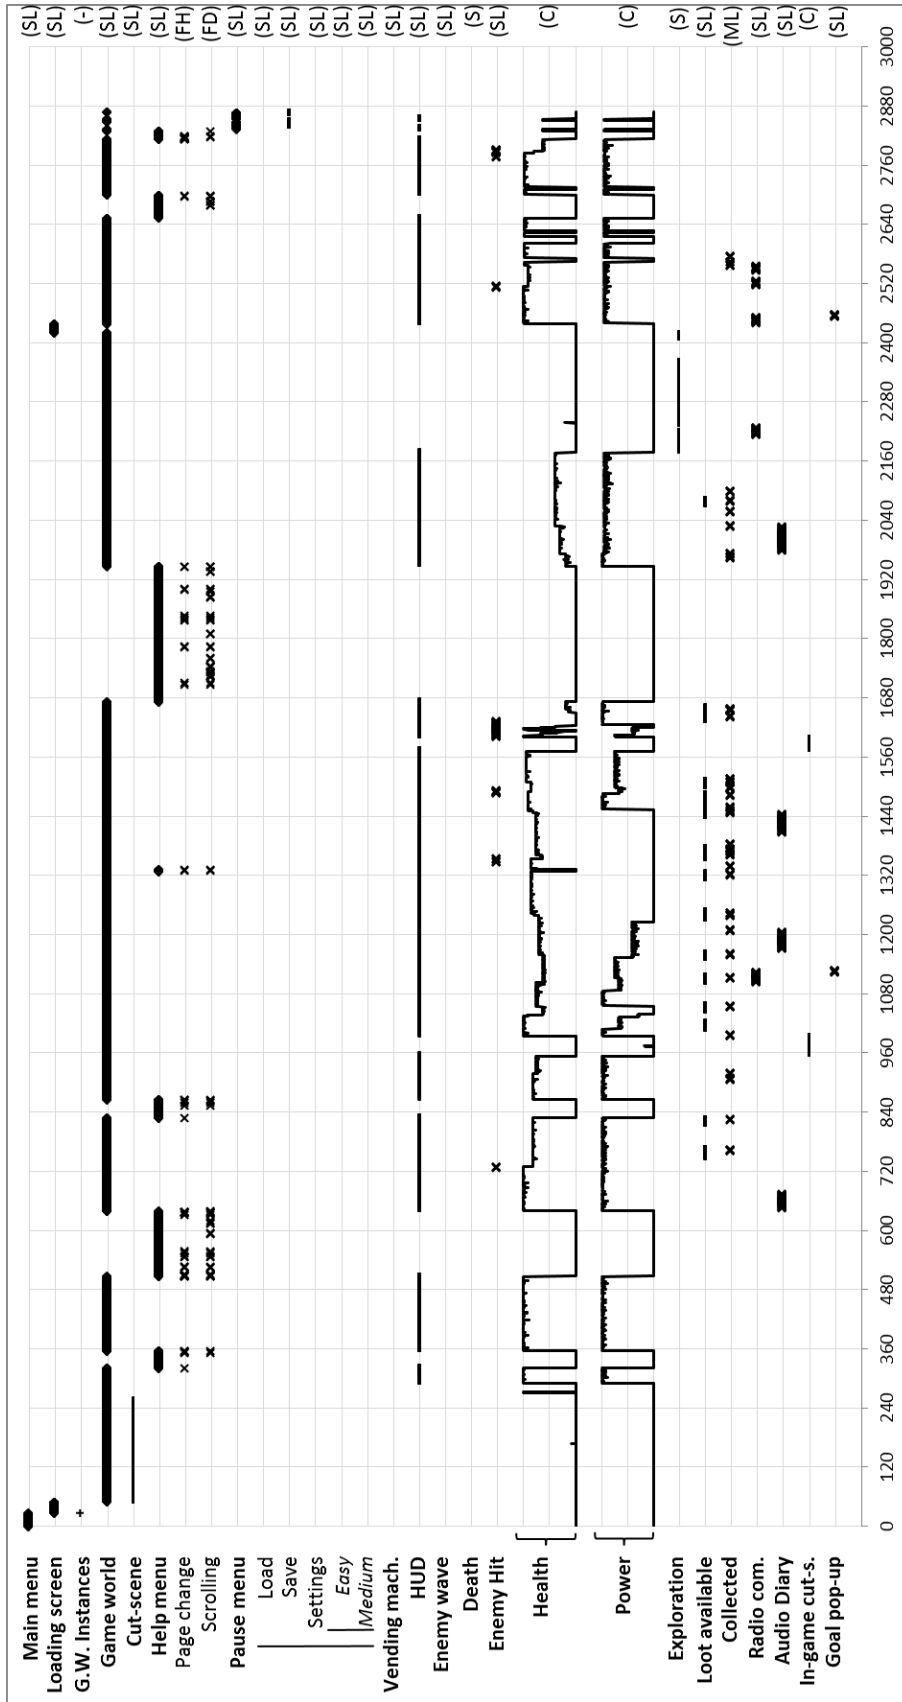 Main menu (SL)
Loading screen (SL)
G.W. Instances (-)
Game world (SL)
Cut-scene (SL)
Help menu (SL)
Page change (FH)
Scrolling (FD)
Pause menu (SL)
Load (SL)
Save (SL)
Settings (SL)
Easy (SL)
Medium (SL)
Vending mach. (SL)
HUD (SL)
Enemy wave (SL)
Death (S)
Enemy Hit (SL)
Health (C)
Power (C)
Exploration (S)
Loot available (SL)
Collected (ML)
Radio com. (SL)
Audio Diary (SL)
In-game cut-s. (C)
Goal pop-up (SL)
0 120 240 360 480 600 720 840 960 1080 1200 1320 1440 1560 1680 1800 1920 2040 2160 2280 2400 2520 2640 2760 2880 3000